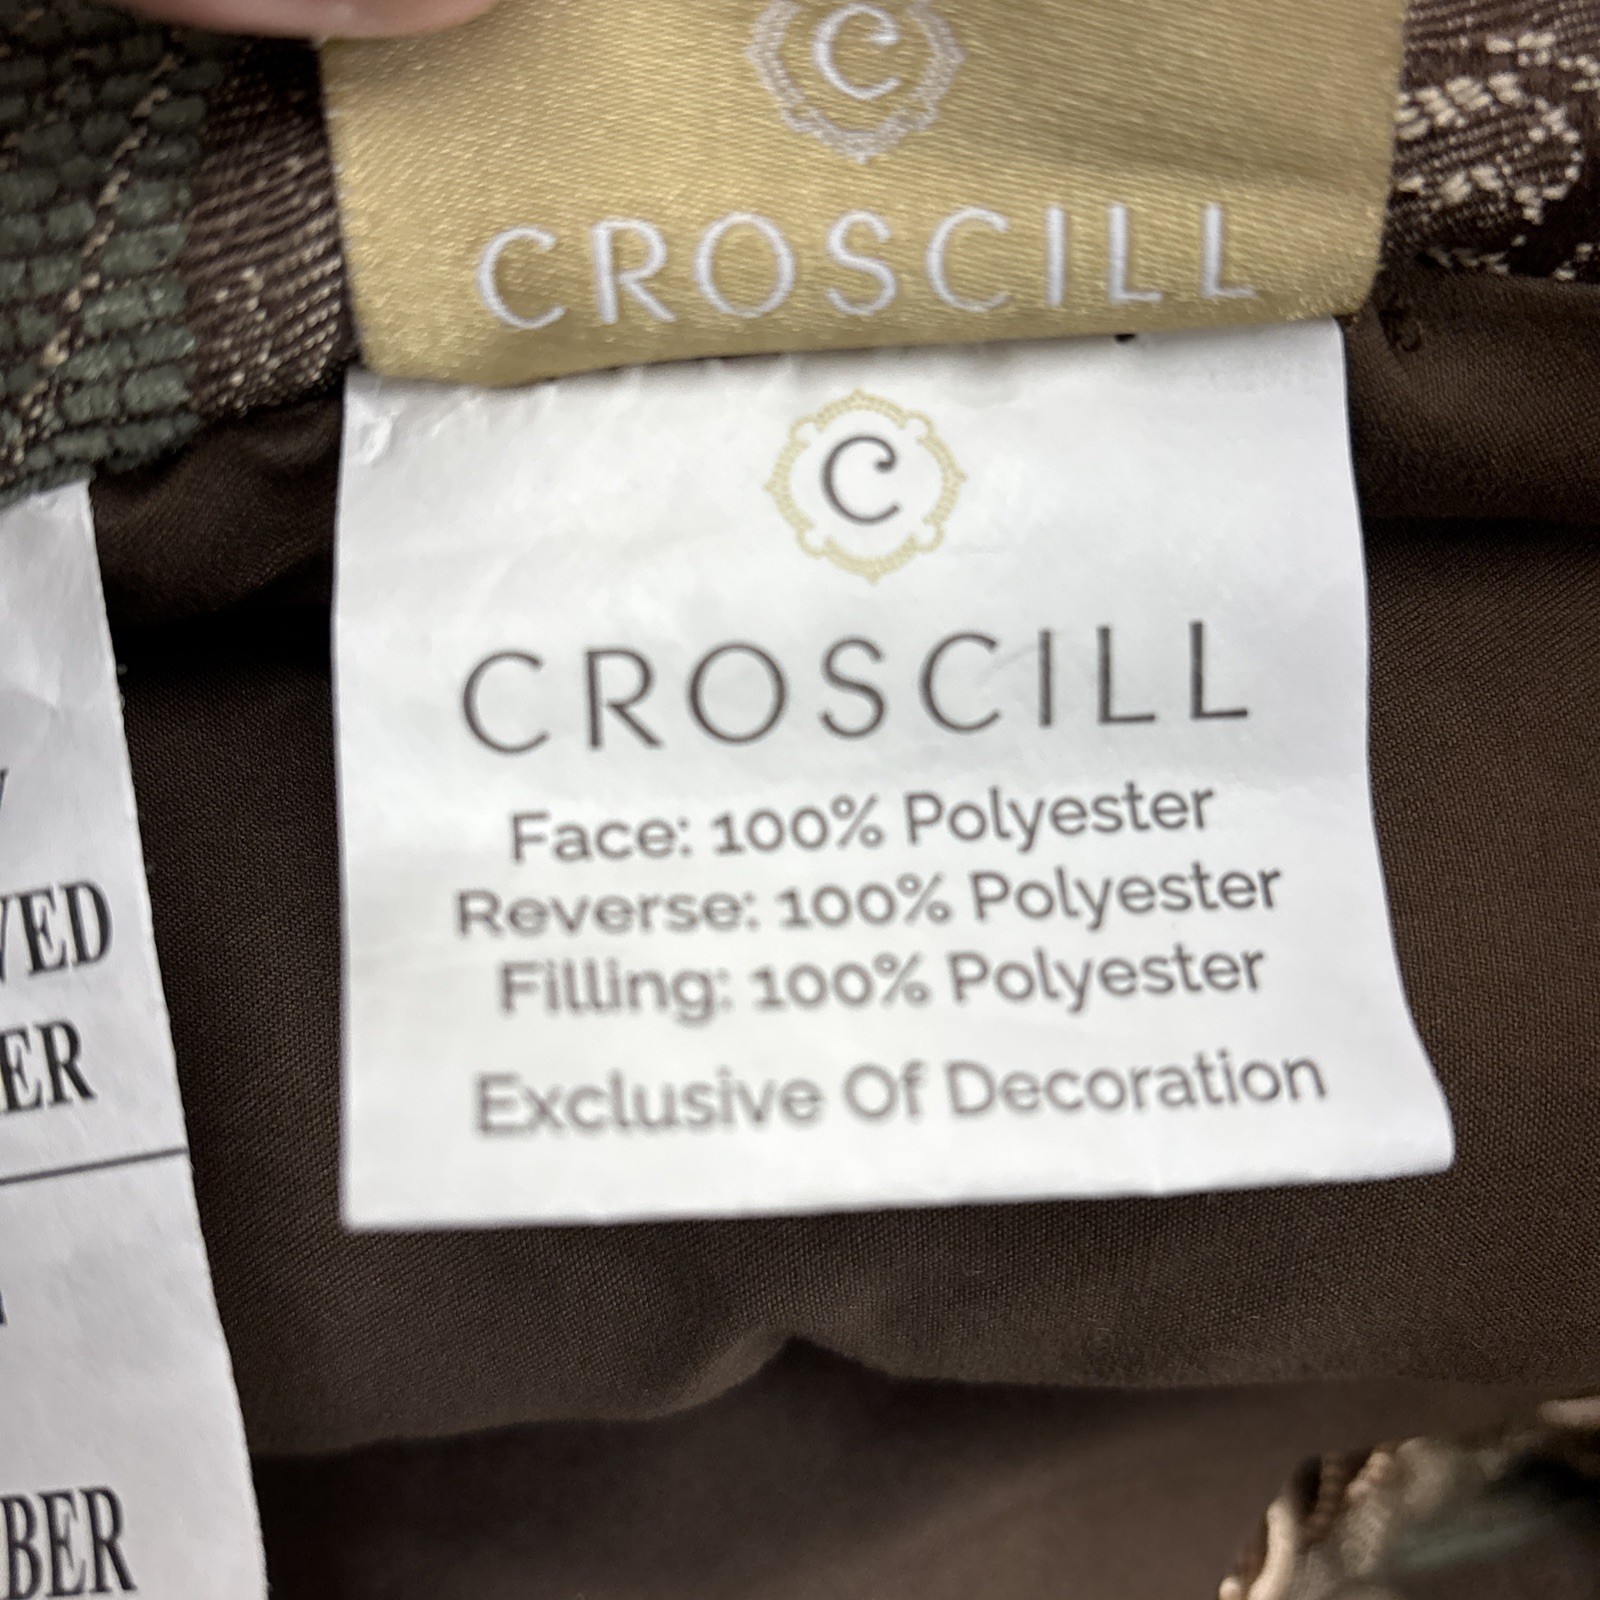 C
CROSCILL
C
CROSCILL
Face: 100% Polyester
Reverse: 100% Polyester
Filling: 100% Polyester
Exclusive Of Decoration